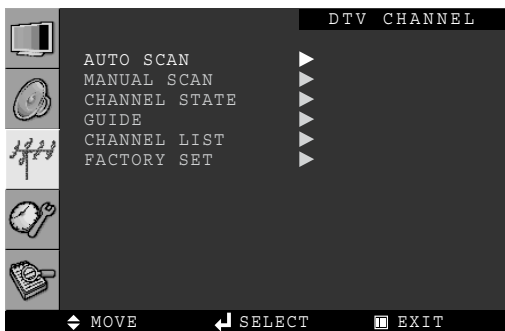 DTV CHANNEL
AUTO SCAN
MANUAL SCAN
CHANNEL STATE
GUIDE
CHANNEL LIST
FACTORY SET
MOVE SELECT EXIT